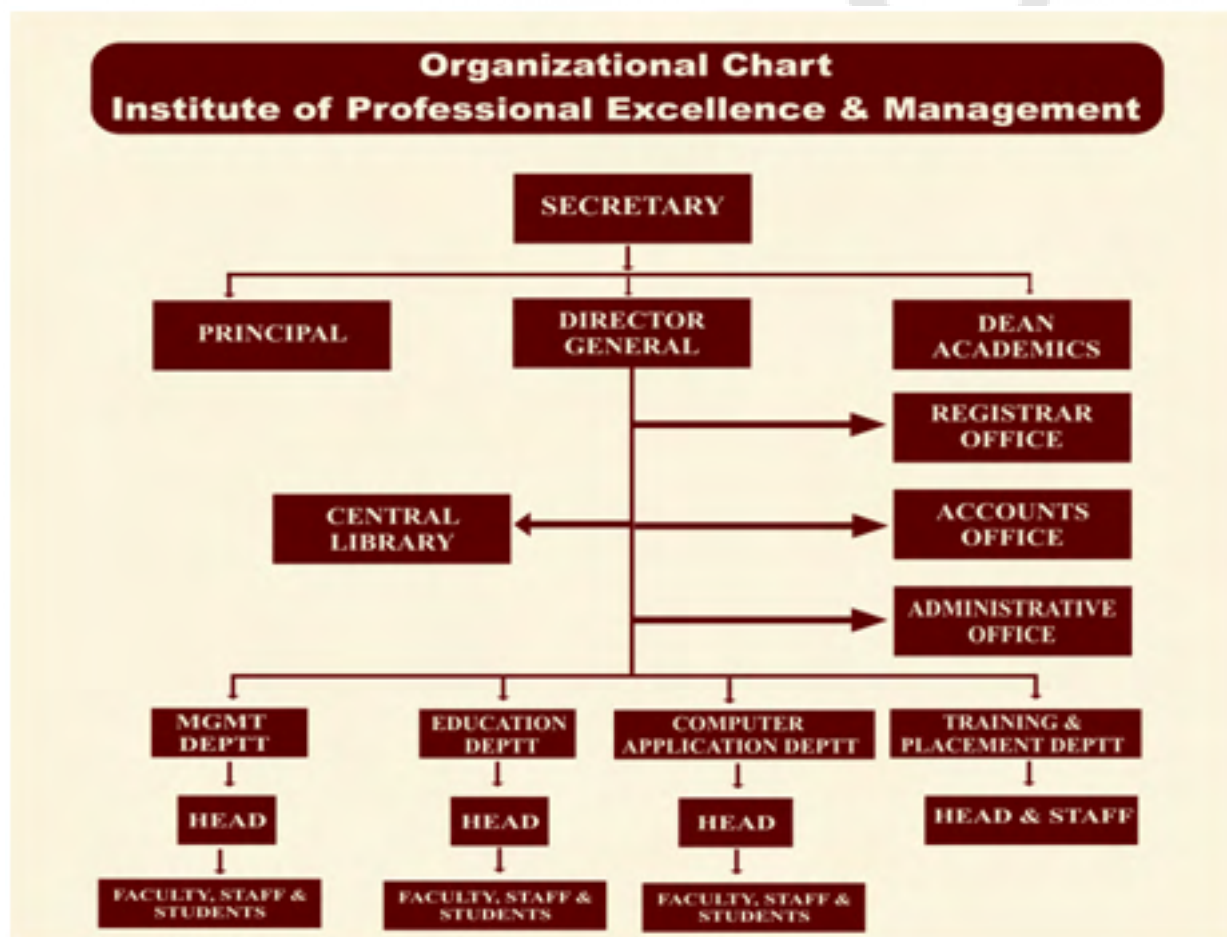 Organizational Chart
Institute of Professional Excellence & Management
SECRETARY
PRINCIPAL
DIRECTOR
GENERAL
DEAN
ACADEMICS
REGISTRAR
OFFICE
CENTRAL
LIBRARY
ACCOUNTS
OFFICE
ADMINISTRATIVE
OFFICE
MGMT
DEPTT
EDUCATION
DEPTT
COMPUTER
APPLICATION DEPTT
TRAINING &
PLACEMENT DEPTT
HEAD
HEAD
HEAD
HEAD & STAFF
FACULTY, STAFF &
STUDENTS
FACULTY, STAFF &
STUDENTS
FACULTY, STAFF &
STUDENTS